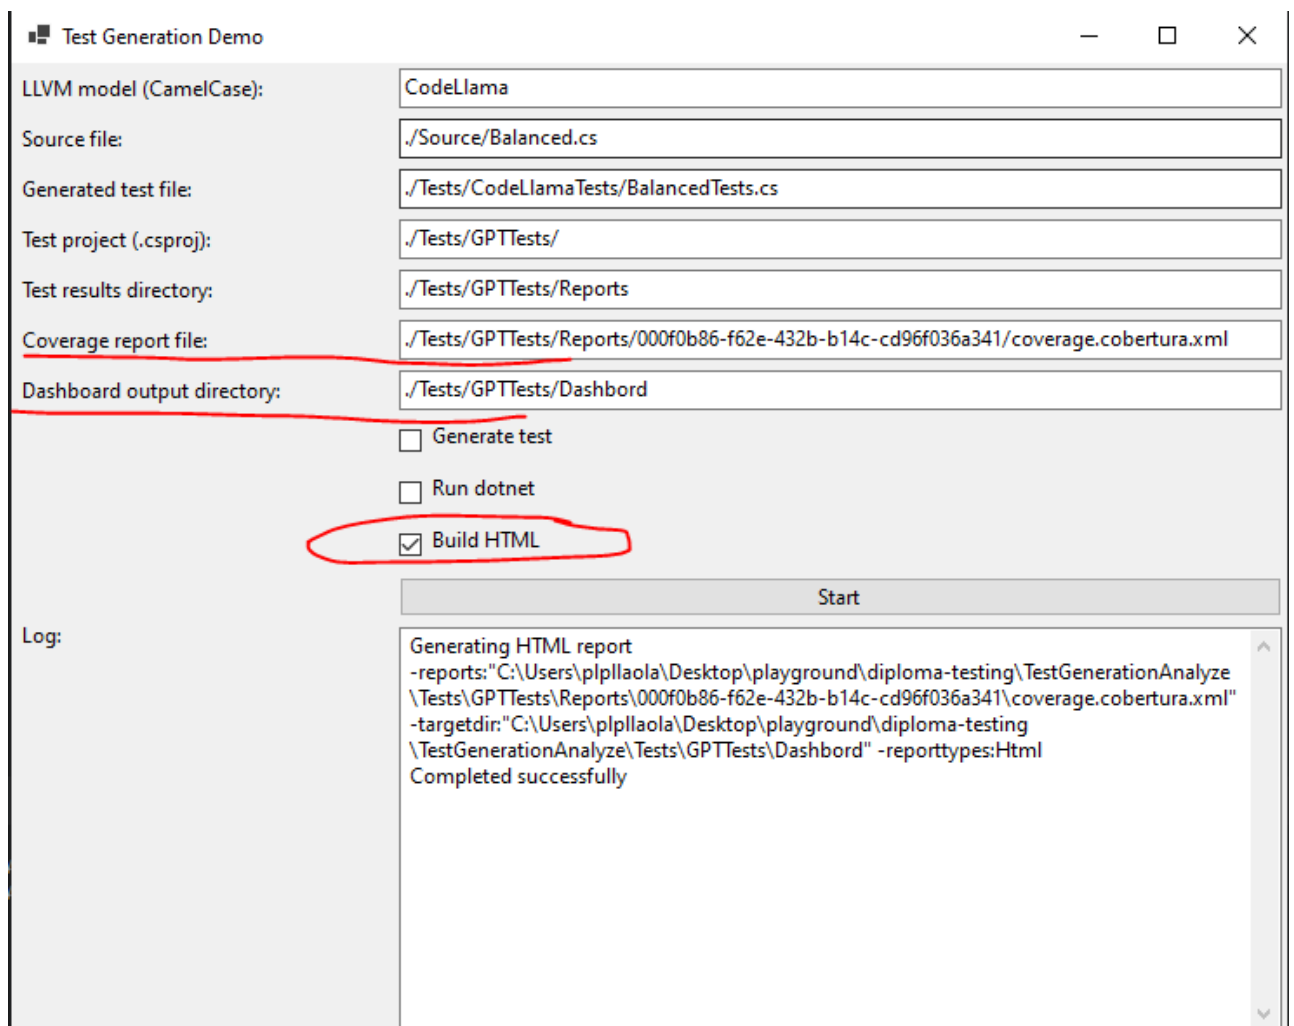 Test Generation Demo
LLVM model (CamelCase): CodeLlama
Source file: ./Source/Balanced.cs
Generated test file: ./Tests/CodeLlamaTests/BalancedTests.cs
Test project (.csproj): ./Tests/GPTTests/
Test results directory: ./Tests/GPTTests/Reports
Coverage report file: ./Tests/GPTTests/Reports/000f0b86-f62e-432b-b14c-cd96f036a341/coverage.cobertura.xml
Dashboard output directory: ./Tests/GPTTests/Dashbord
Generate test
Run dotnet
Build HTML
Start
Log:
Generating HTML report
-reports:"C:\Users\plpllaola\Desktop\playground\diploma-testing\TestGenerationAnalyze
\Tests\GPTTests\Reports\000f0b86-f62e-432b-b14c-cd96f036a341\coverage.cobertura.xml"
-targetdir:"C:\Users\plpllaola\Desktop\playground\diploma-testing
\TestGenerationAnalyze\Tests\GPTTests\Dashbord" -reporttypes:Html
Completed successfully